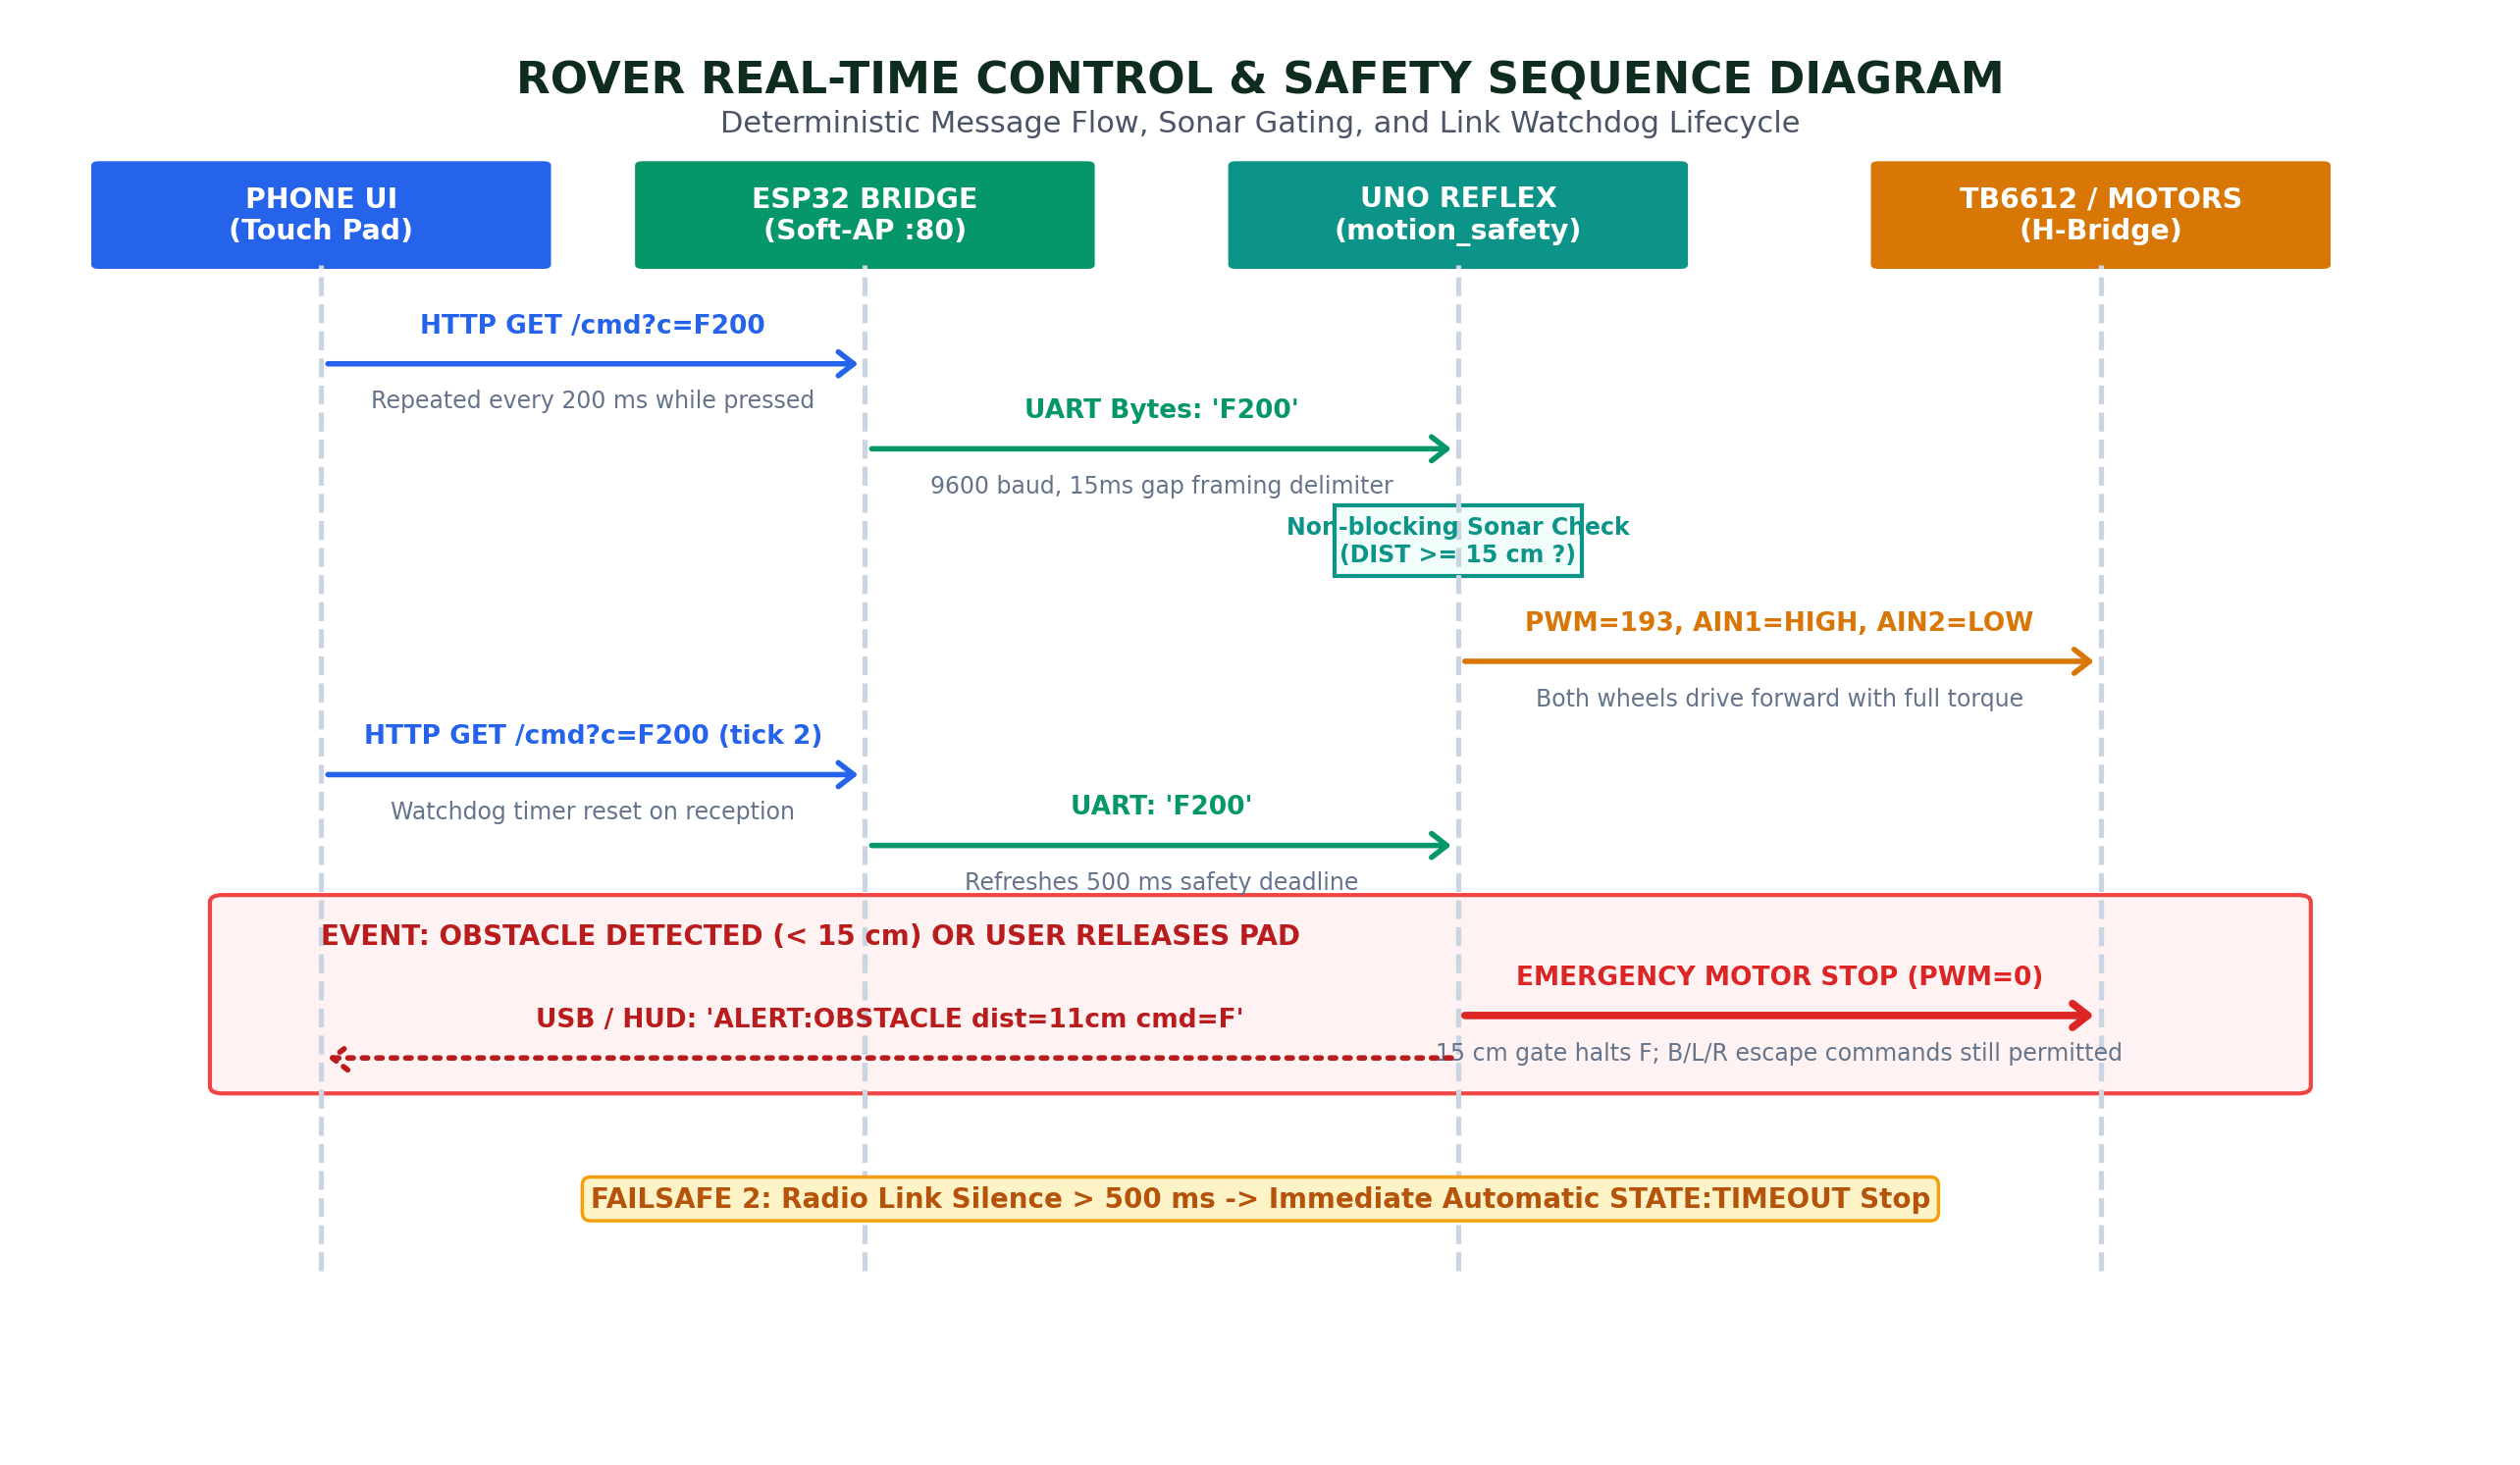 ROVER REAL-TIME CONTROL & SAFETY SEQUENCE DIAGRAM
Deterministic Message Flow, Sonar Gating, and Link Watchdog Lifecycle
PHONE UI
(Touch Pad)
ESP32 BRIDGE
(Soft-AP :80)
UNO REFLEX
(motion_safety)
TB6612 / MOTORS
(H-Bridge)
HTTP GET /cmd?c=F200
Repeated every 200 ms while pressed
UART Bytes: 'F200'
9600 baud, 15ms gap framing delimiter
Non-blocking Sonar Check
(DIST >= 15 cm ?)
PWM=193, AIN1=HIGH, AIN2=LOW
Both wheels drive forward with full torque
HTTP GET /cmd?c=F200 (tick 2)
Watchdog timer reset on reception
UART: 'F200'
Refreshes 500 ms safety deadline
EVENT: OBSTACLE DETECTED (< 15 cm) OR USER RELEASES PAD
EMERGENCY MOTOR STOP (PWM=0)
USB / HUD: 'ALERT:OBSTACLE dist=11cm cmd=F'
15 cm gate halts F; B/L/R escape commands still permitted
FAILSAFE 2: Radio Link Silence > 500 ms -> Immediate Automatic STATE:TIMEOUT Stop